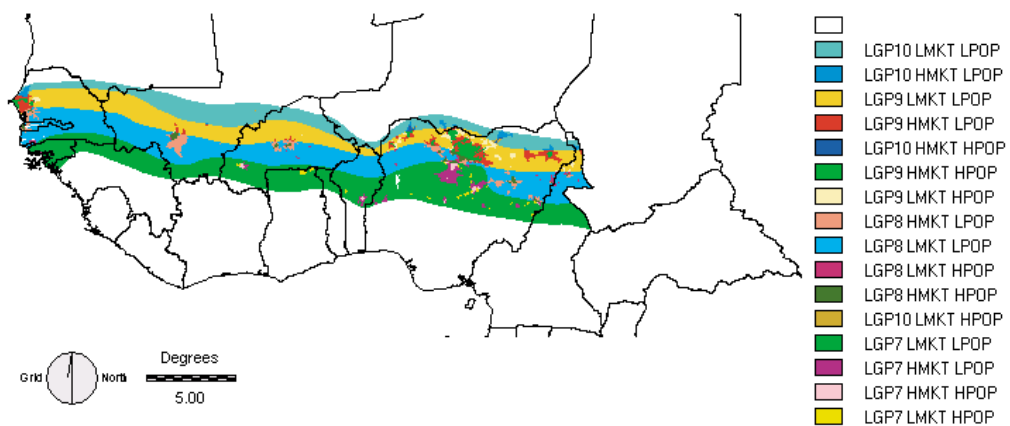 LGP10 LMKT LPOP
LGP10 HMKT LPOP
LGP9 LMKT LPOP
LGP9 HMKT LPOP
LGP10 HMKT HPOP
LGP9 HMKT HPOP
LGP9 LMKT HPOP
LGP8 HMKT LPOP
LGP8 LMKT LPOP
LGP8 LMKT HPOP
LGP8 HMKT HPOP
LGP10 LMKT HPOP
LGP7 LMKT LPOP
LGP7 HMKT LPOP
LGP7 HMKT HPOP
LGP7 LMKT HPOP
Degrees
Grid North
5.00